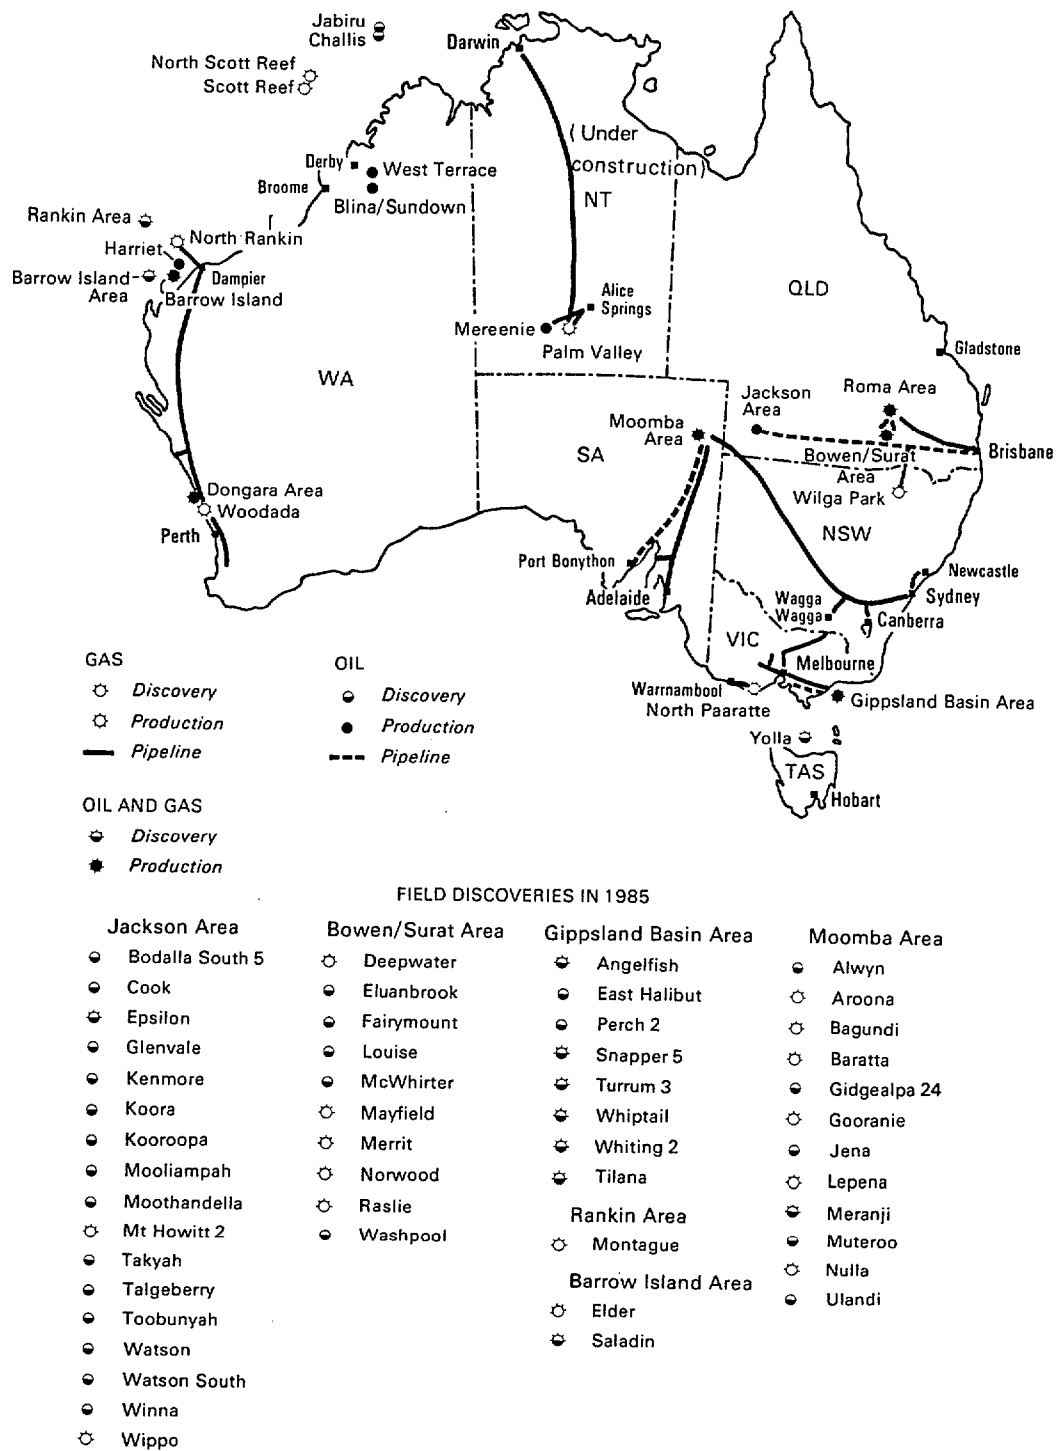 Jabiru
Challis
North Scott Reef
Scott Reef
Darwin
(Under
construction)
NT
Derby
West Terrace
Broome
Blina/Sundown
Rankin Area
North Rankin
Harriet
Barrow Island
Area
Dampier
Barrow Island
Alice
Springs
Mereenie
Palm Valley
QLD
Gladstone
WA
Jackson
Area
Roma Area
Moomba
Area
SA
Brisbane
Bowen/Surat
Area
Wilga Park
Dongara Area
Woodada
Perth
NSW
Port Bonython
Adelaide
Newcastle
Sydney
Wagga
Wagga
Canberra
VIC
Melbourne
Warrnambool
North Paaratte
Gippsland Basin Area
Yolla
TAS
Hobart
GAS
Discovery
Production
Pipeline
OIL
Discovery
Production
Pipeline
OIL AND GAS
Discovery
Production
FIELD DISCOVERIES IN 1985
Jackson Area
Bodalla South 5
Cook
Epsilon
Glenvale
Kenmore
Koora
Kooroopa
Mooliampah
Moothandella
Mt Howitt 2
Takyah
Talgeberry
Toobunyah
Watson
Watson South
Winna
Wippo
Bowen/Surat Area
Deepwater
Eluanbrook
Fairymount
Louise
McWhirter
Mayfield
Merrit
Norwood
Raslie
Washpool
Gippsland Basin Area
Angelfish
East Halibut
Perch 2
Snapper 5
Turrum 3
Whiptail
Whiting 2
Tilana
Rankin Area
Montague
Barrow Island Area
Elder
Saladin
Moomba Area
Alwyn
Aroona
Bagundi
Baratta
Gidgealpa 24
Gooranie
Jena
Lepena
Meranji
Muteroo
Nulla
Ulandi